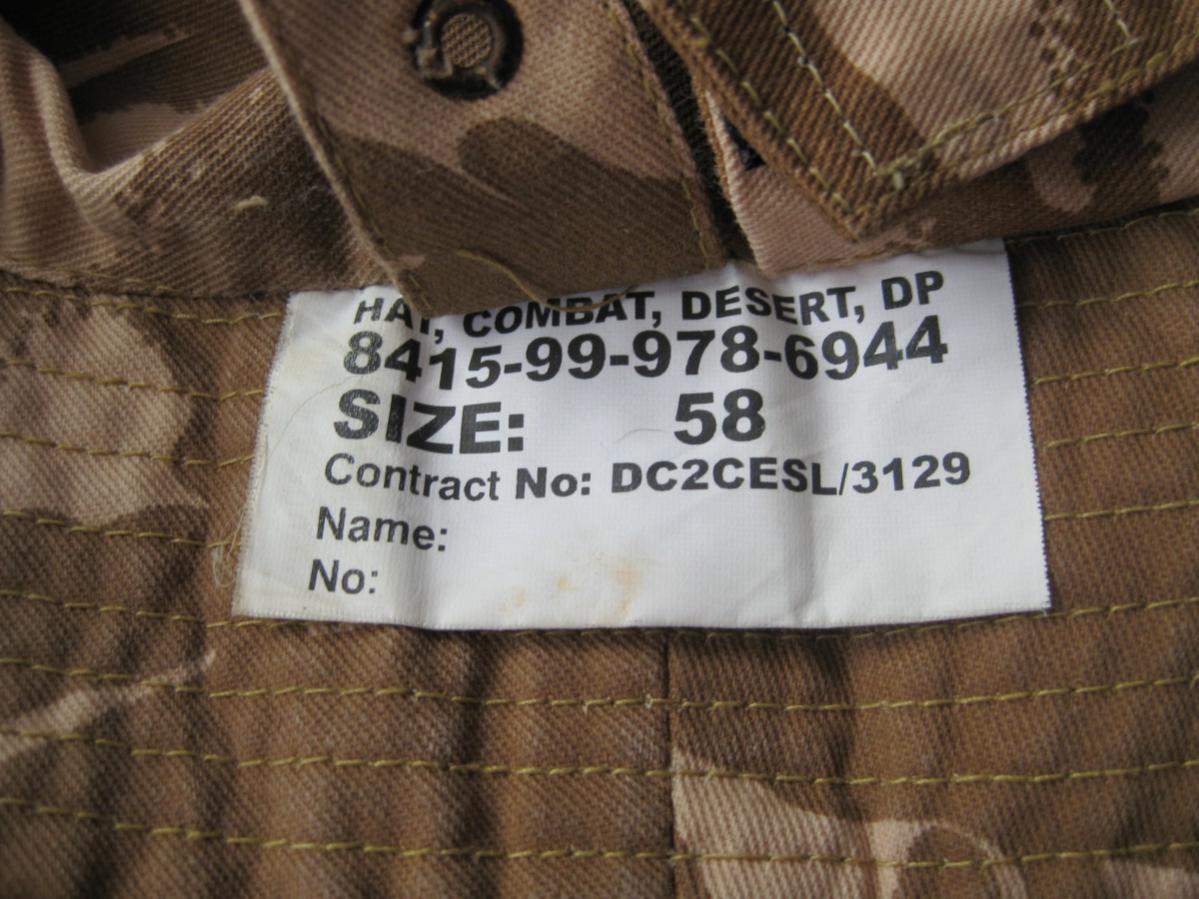 HAT, COMBAT, DESERT, DP
8415-99-978-6944
SIZE: 58
Contract No: DC2CESL/3129
Name:
No: